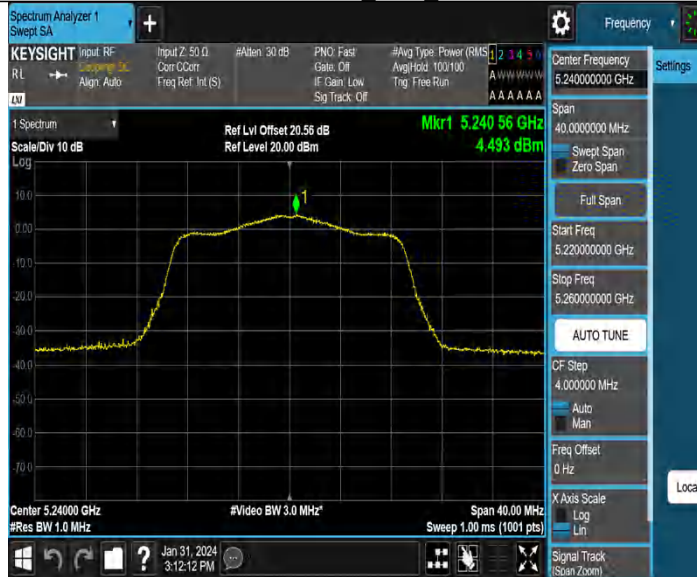 Spectrum Analyzer 1
Swept SA
Frequency
KEYSIGHT
Input: RF
Input Z: 50 Ω
#Atten: 30 dB
PNO: Fast
#Avg Type: Power (RMS
1 2 3 4 5 6
RL
Coupling: DC
Corr CCorr
Gate: Off
Avg|Hold: 100/100
Align: Auto
Freq Ref: Int (S)
IF Gain: Low
Trig: Free Run
Sig Track: Off
A W W W W W
A A A A A A
LXI
Settings
Center Frequency
5.240000000 GHz
Span
40.0000000 MHz
Swept Span
Zero Span
Full Span
Start Freq
5.220000000 GHz
Stop Freq
5.260000000 GHz
AUTO TUNE
CF Step
4.000000 MHz
Auto
Man
Freq Offset
0 Hz
X Axis Scale
Log
Lin
Signal Track
(Span Zoom)
Loca
1 Spectrum
Scale/Div 10 dB
Ref Lvl Offset 20.56 dB
Ref Level 20.00 dBm
Mkr1 5.240 56 GHz
4.493 dBm
Log
10.0
0.00
-10.0
-20.0
-30.0
-40.0
-50.0
-60.0
-70.0
1
Center 5.24000 GHz
#Video BW 3.0 MHz*
Span 40.00 MHz
#Res BW 1.0 MHz
Sweep 1.00 ms (1001 pts)
?
Jan 31, 2024
3:12:12 PM